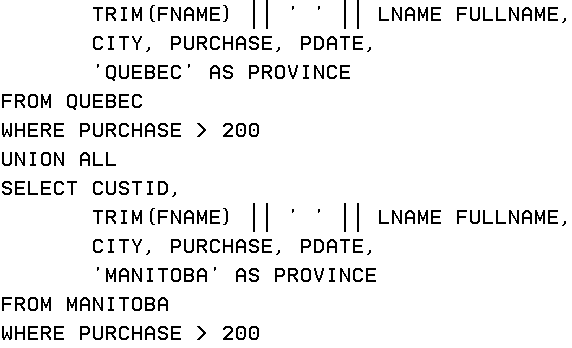 TRIM(FNAME) || ' ' || LNAME FULLNAME,
CITY, PURCHASE, PDATE,
'QUEBEC' AS PROVINCE
FROM QUEBEC
WHERE PURCHASE > 200
UNION ALL
SELECT CUSTID,
TRIM(FNAME) || ' ' || LNAME FULLNAME,
CITY, PURCHASE, PDATE,
'MANITOBA' AS PROVINCE
FROM MANITOBA
WHERE PURCHASE > 200